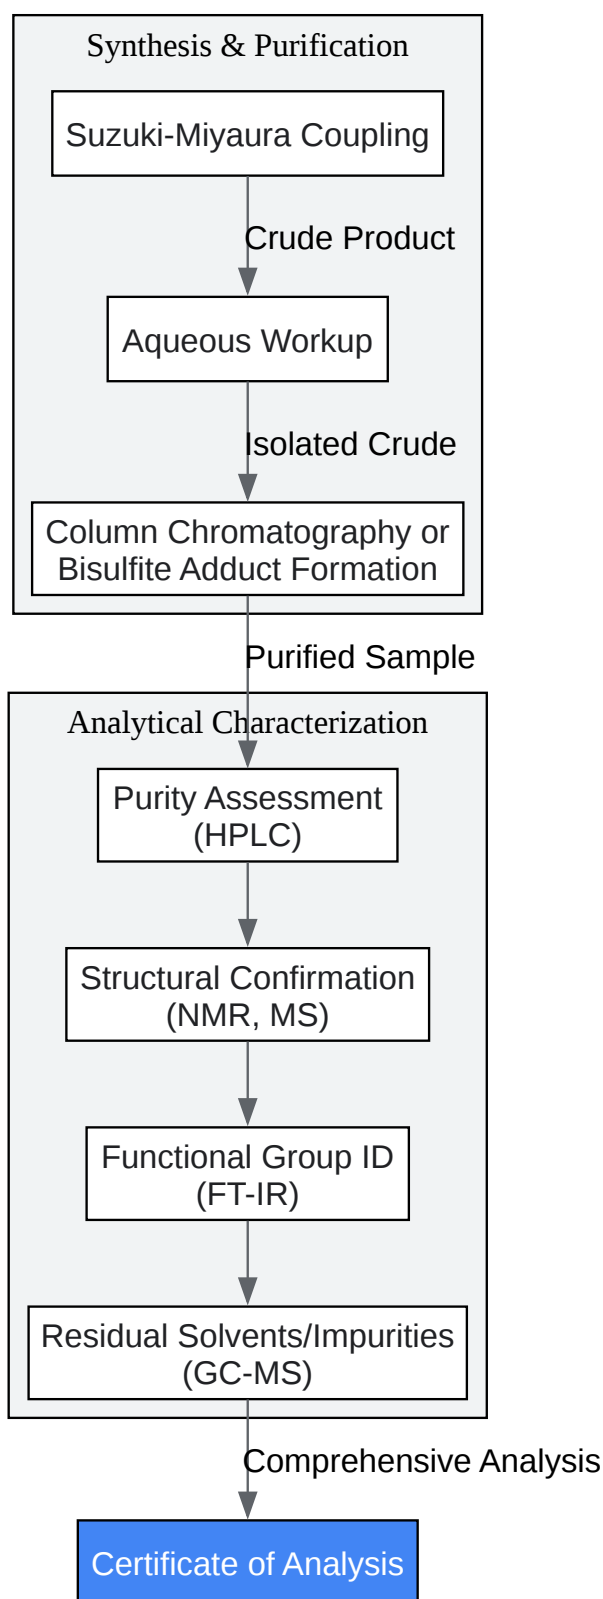 Synthesis & Purification
Suzuki-Miyaura Coupling
Crude Product
Aqueous Workup
Isolated Crude
Column Chromatography or
Bisulfite Adduct Formation
Purified Sample
Analytical Characterization
Purity Assessment
(HPLC)
Structural Confirmation
(NMR, MS)
Functional Group ID
(FT-IR)
Residual Solvents/Impurities
(GC-MS)
Comprehensive Analysis
Certificate of Analysis